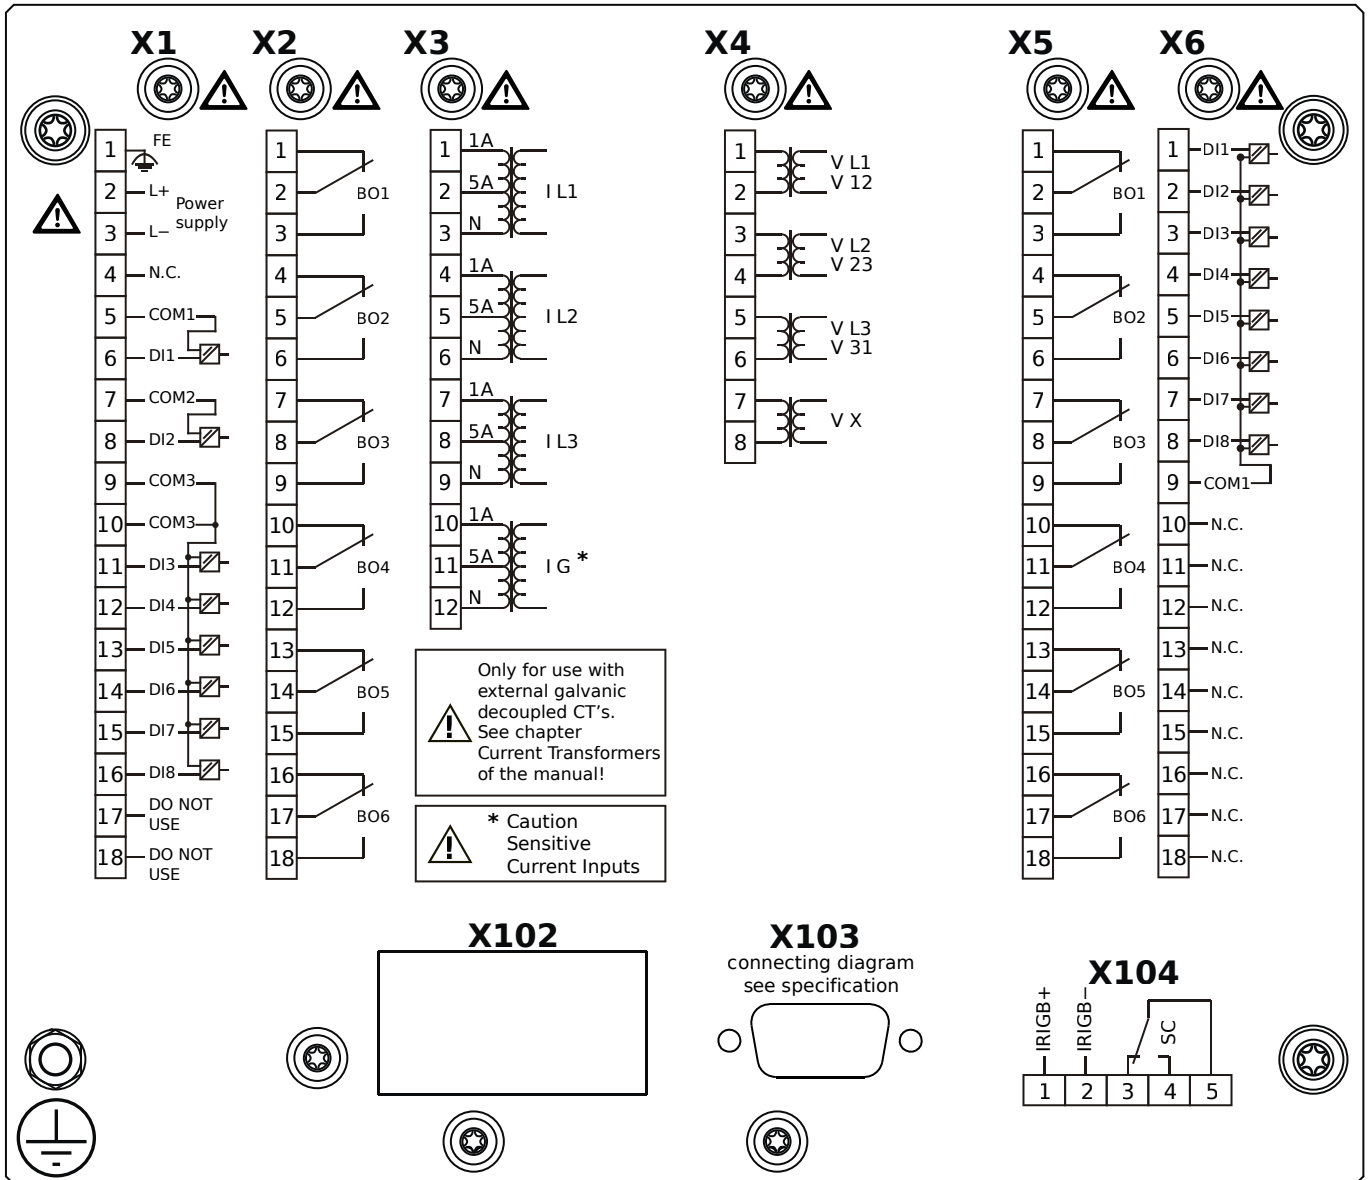 X1 X2 X3 X4 X5 X6
1 FE
2 L+
Power
supply
3 L−
4 N.C.
5 COM1
6 DI1
7 COM2
8 DI2
9 COM3
10 COM3
11 DI3
12 DI4
13 DI5
14 DI6
15 DI7
16 DI8
17 DO NOT
USE
18 DO NOT
USE
1
2 BO1
3
4
5 BO2
6
7
8 BO3
9
10
11 BO4
12
13
14 BO5
15
16
17 BO6
18
1 1A
2 5A I L1
3 N
4 1A
5 5A I L2
6 N
7 1A
8 5A I L3
9 N
10 1A
11 5A I G *
12 N
Only for use with
external galvanic
decoupled CT's.
See chapter
Current Transformers
of the manual!
* Caution
Sensitive
Current Inputs
1 V L1
2 V 12
3 V L2
4 V 23
5 V L3
6 V 31
7 V X
8
1
2 BO1
3
4
5 BO2
6
7
8 BO3
9
10
11 BO4
12
13
14 BO5
15
16
17 BO6
18
1 DI1
2 DI2
3 DI3
4 DI4
5 DI5
6 DI6
7 DI7
8 DI8
9 COM1
10 N.C.
11 N.C.
12 N.C.
13 N.C.
14 N.C.
15 N.C.
16 N.C.
17 N.C.
18 N.C.
X102
X103
connecting diagram
see specification
X104
IRIGB+
IRIGB−
SC
1 2 3 4 5